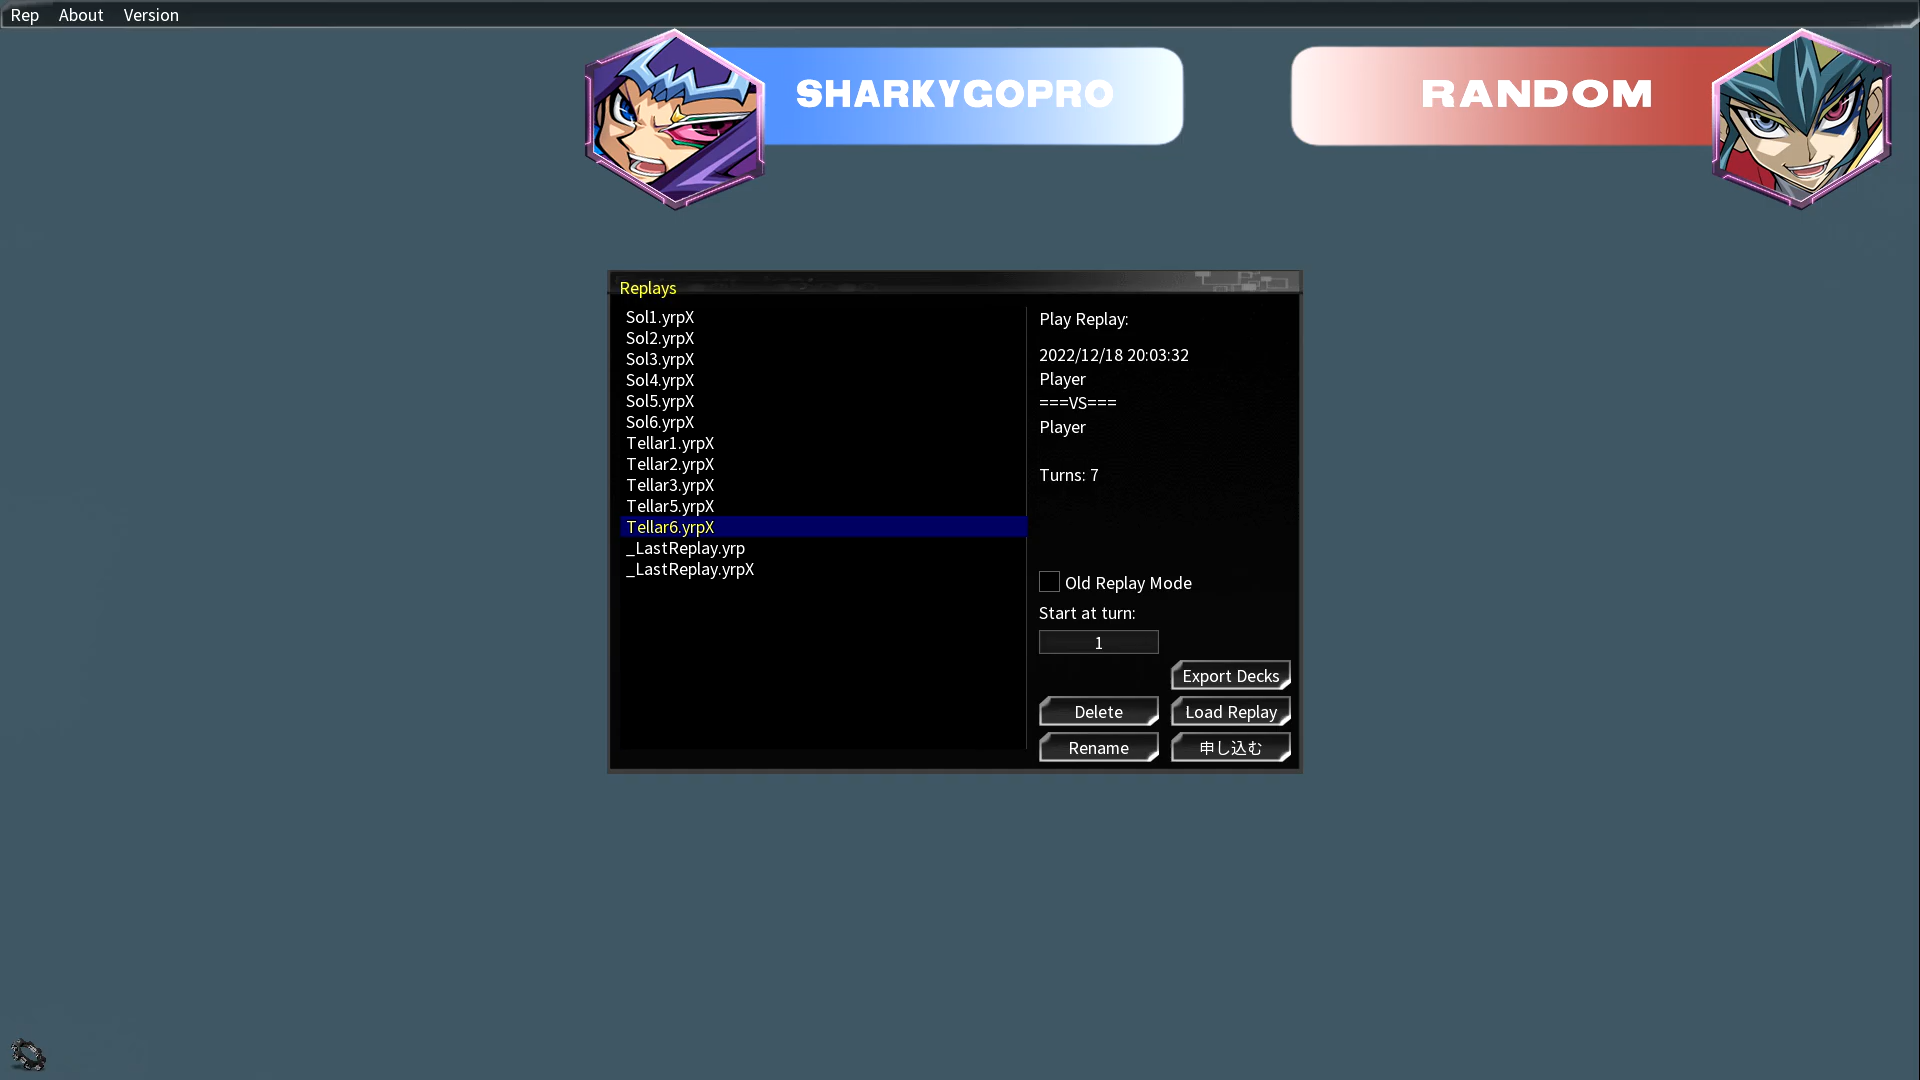 Rep About Version
SHARKYGOPRO
RANDOM
Replays
Sol1.yrpX
Sol2.yrpX
Sol3.yrpX
Sol4.yrpX
Sol5.yrpX
Sol6.yrpX
Tellar1.yrpX
Tellar2.yrpX
Tellar3.yrpX
Tellar5.yrpX
Tellar6.yrpX
_LastReplay.yrp
_LastReplay.yrpX
Play Replay:
2022/12/18 20:03:32
Player
===VS===
Player
Turns: 7
Old Replay Mode
Start at turn:
1
Export Decks
Delete
Load Replay
Rename
申し込む